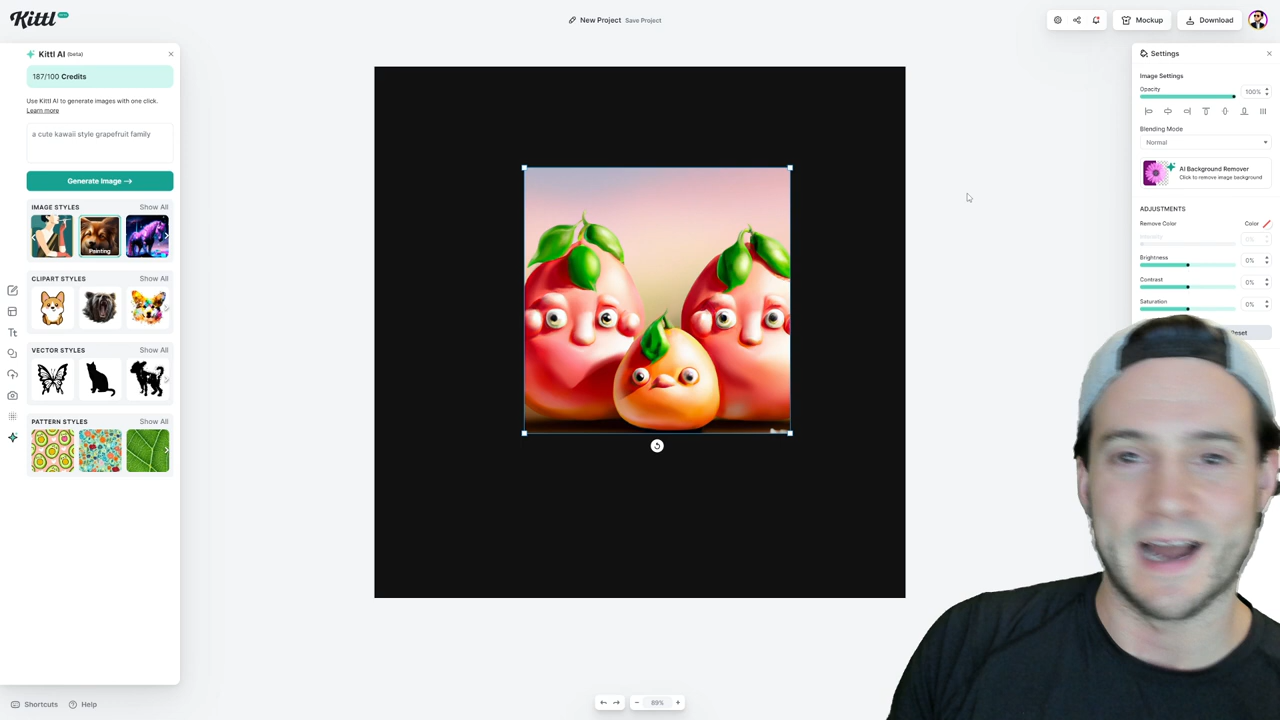 Kittl
New Project Save Project
Mockup
Download
Kittl AI (beta)
187/100 Credits
Use Kittl AI to generate images with one click.
Learn more
a cute kawaii style grapefruit family
Generate Image
IMAGE STYLES Show All
Painting
CLIPART STYLES Show All
VECTOR STYLES Show All
PATTERN STYLES Show All
Tt
Shortcuts
Help
89%
Settings
Image Settings
Opacity
100%
Blending Mode
Normal
AI Background Remover
Click to remove image background
ADJUSTMENTS
Remove Color Color
Intensity
0%
Brightness
0%
Contrast
0%
Saturation
0%